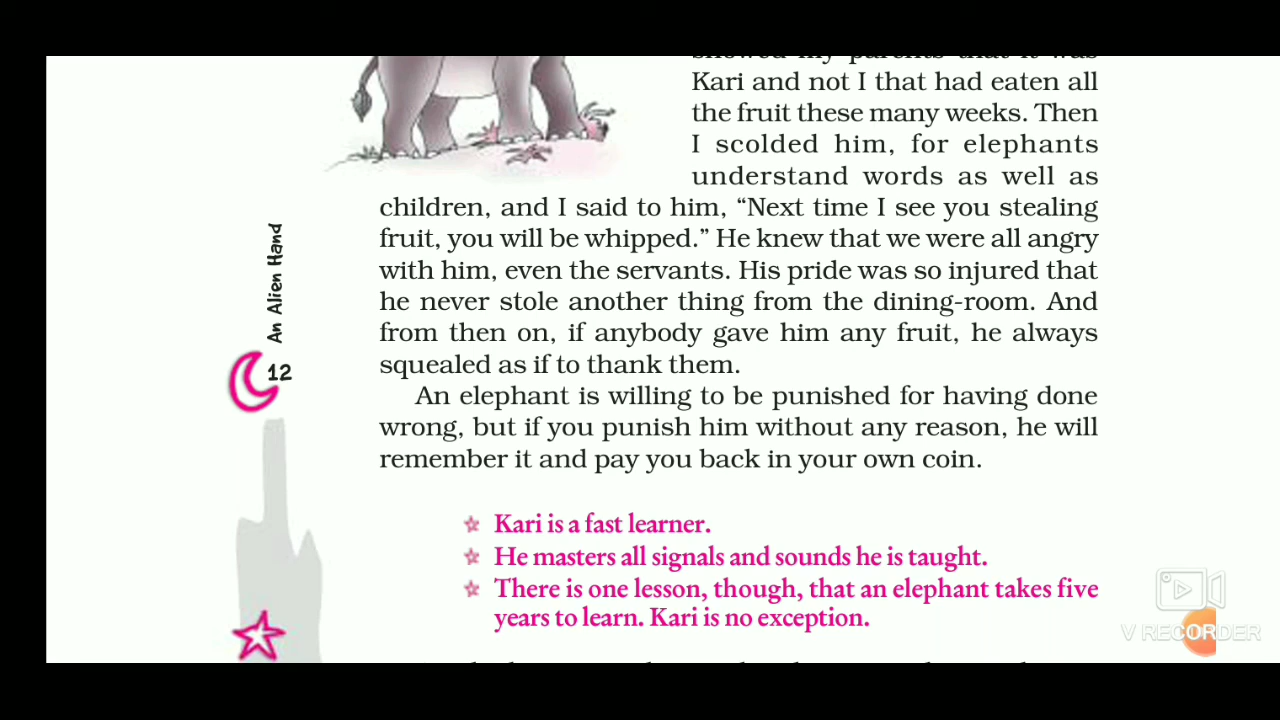 showed my parents that it was
Kari and not I that had eaten all
the fruit these many weeks. Then
I scolded him, for elephants
understand words as well as
children, and I said to him, “Next time I see you stealing
fruit, you will be whipped.” He knew that we were all angry
with him, even the servants. His pride was so injured that
he never stole another thing from the dining-room. And
from then on, if anybody gave him any fruit, he always
squealed as if to thank them.
An elephant is willing to be punished for having done
wrong, but if you punish him without any reason, he will
remember it and pay you back in your own coin.
An Alien Hand
12
Kari is a fast learner.
He masters all signals and sounds he is taught.
There is one lesson, though, that an elephant takes five
years to learn. Kari is no exception.
V RECORDER